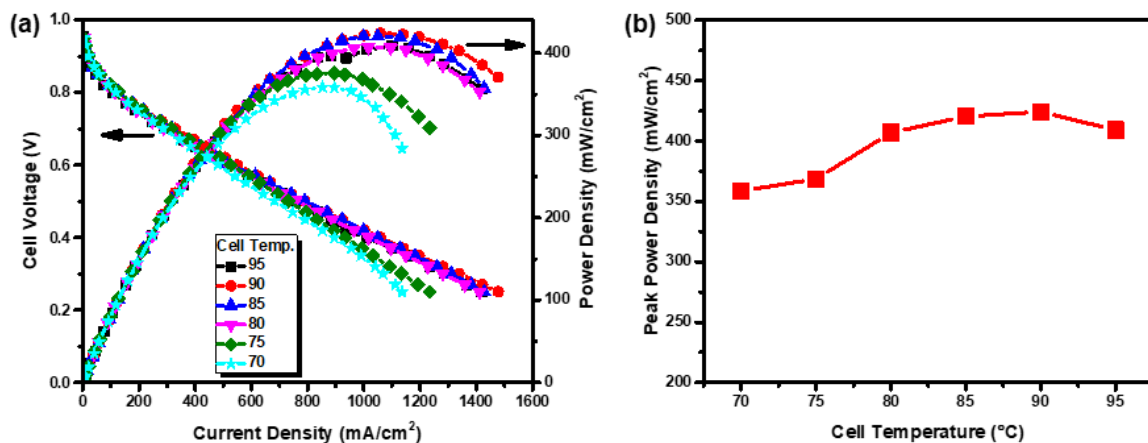 (a)
1.0
0.8
0.6
0.4
0.2
0.0
Cell Voltage (V)
0 200 400 600 800 1000 1200 1400 1600
Current Density (mA/cm²)
400
300
200
100
0
Power Density (mW/cm²)
Cell Temp.
95
90
85
80
75
70
(b)
500
450
400
350
300
250
200
Peak Power Density (mW/cm²)
70 75 80 85 90 95
Cell Temperature (°C)